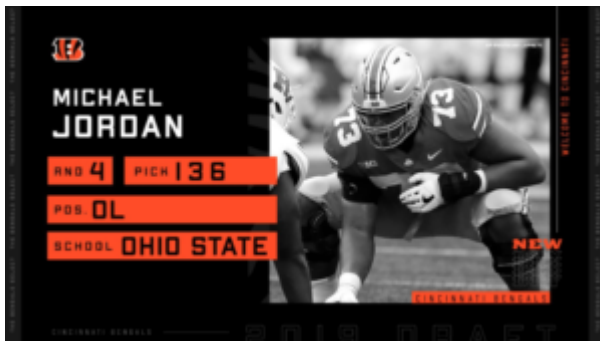 MICHAEL
JORDAN
RND 4 PICK 136
POS. OL
SCHOOL OHIO STATE
73
73
WELCOME TO CINCINNATI
NEW
CINCINNATI BENGALS
CINCINNATI BENGALS
2019 DRAFT